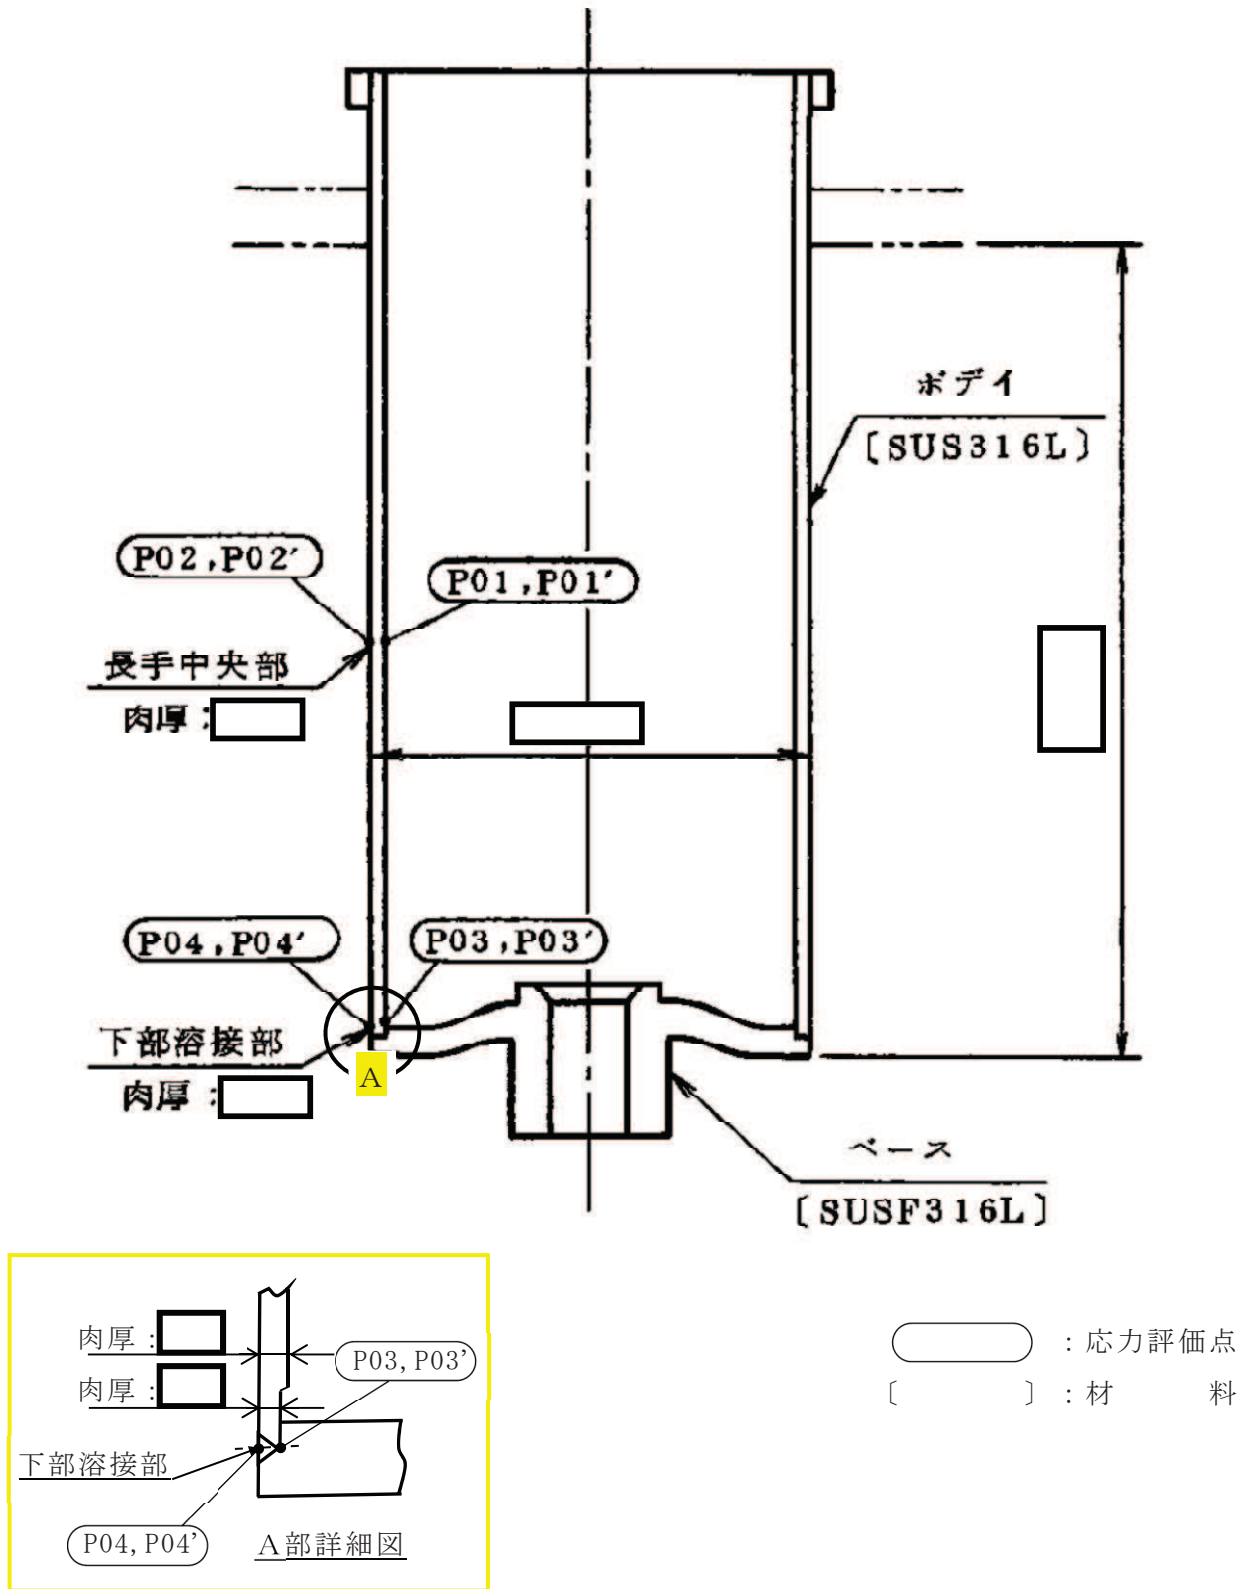 ボデイ
〔SUS316L〕
P02,P02′
P01,P01′
長手中央部
肉厚：
P04,P04′
P03,P03′
下部溶接部
肉厚：
A
ベース
〔SUSF316L〕
肉厚：
P03,P03’
肉厚：
下部溶接部
P04,P04’
A部詳細図
：応力評価点
〔　　　〕：材　　料